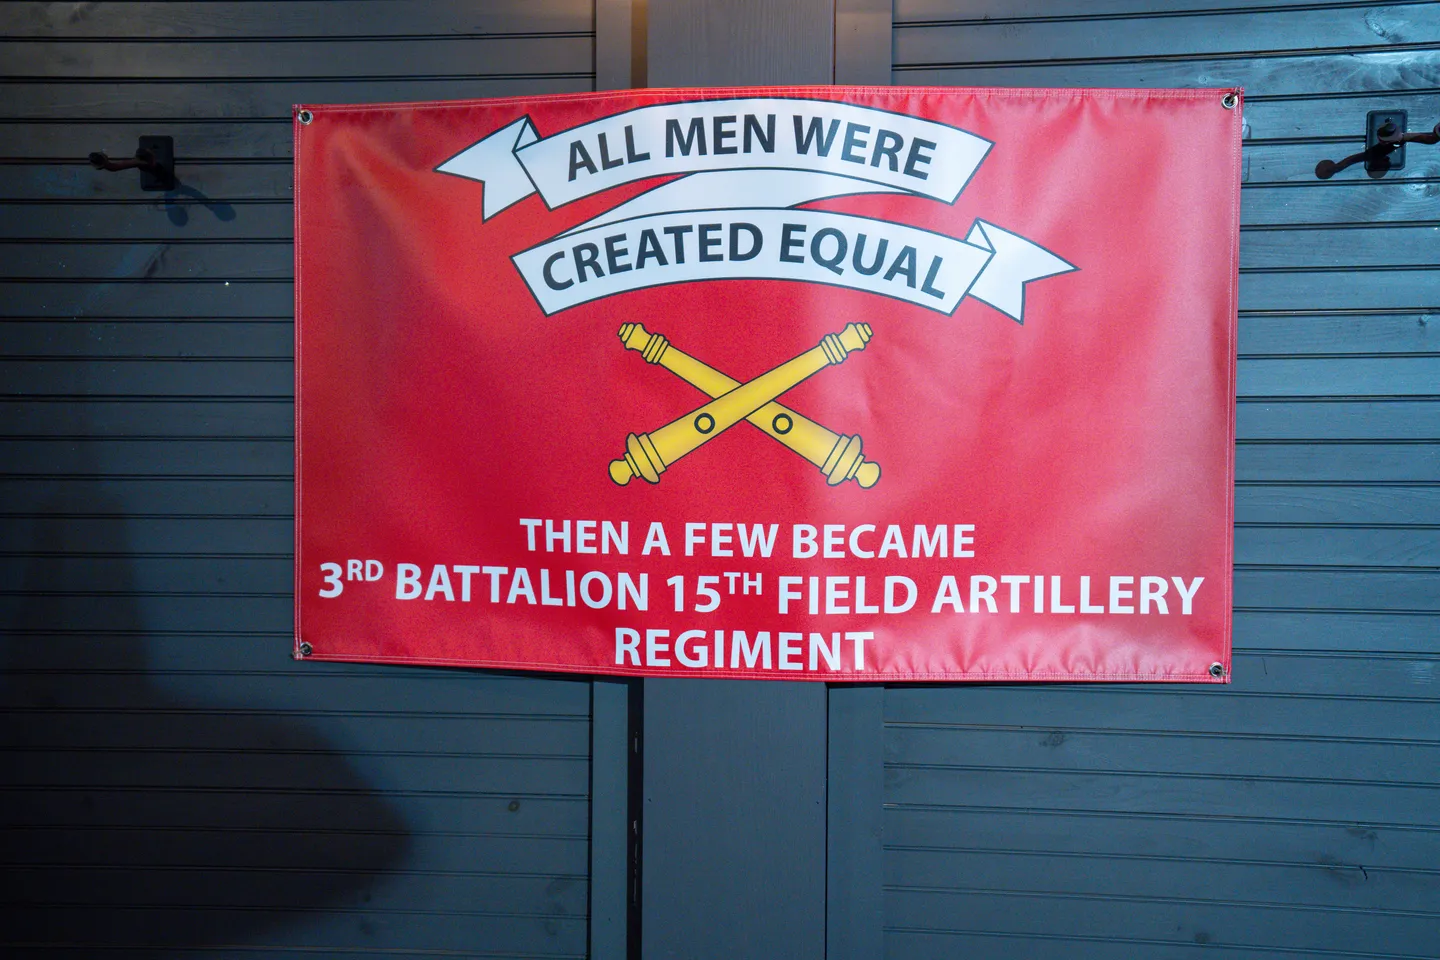 ALL MEN WERE
CREATED EQUAL
THEN A FEW BECAME
3RD BATTALION 15TH FIELD ARTILLERY
REGIMENT